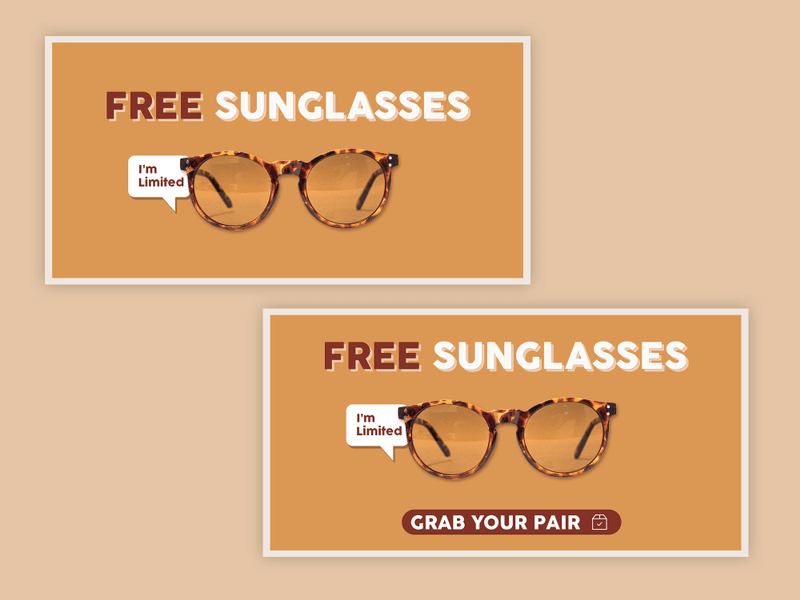 FREE SUNGLASSES
I'm
Limited
FREE SUNGLASSES
I'm
Limited
GRAB YOUR PAIR